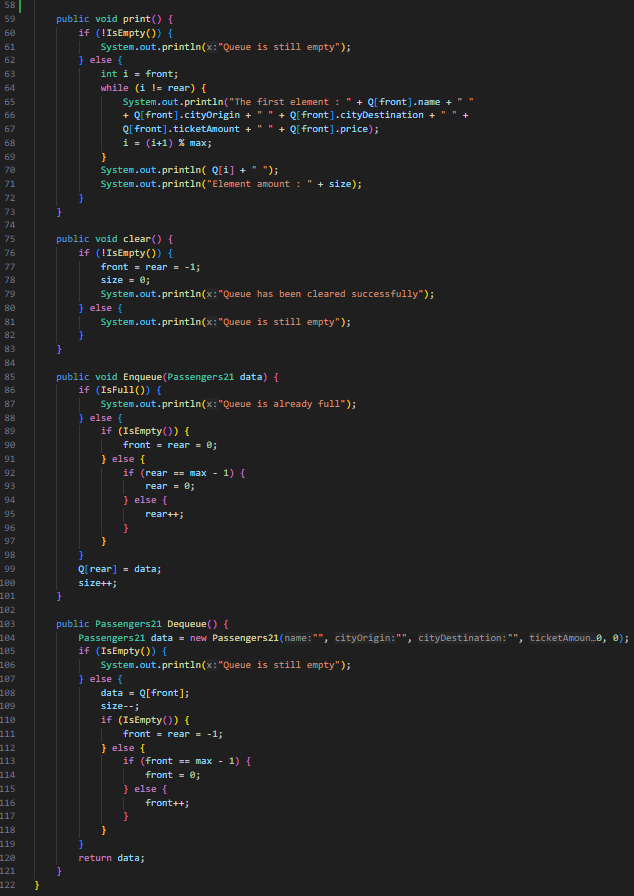 58
59 public void print() {
60 if (!IsEmpty()) {
61 System.out.println(x:"Queue is still empty");
62 } else {
63 int i = front;
64 while (i != rear) {
65 System.out.println("The first element : " + Q[front].name + " "
66 + Q[front].cityOrigin + " " + Q[front].cityDestination + " " +
67 Q[front].ticketAmount + " " + Q[front].price);
68 i = (i+1) % max;
69 }
70 System.out.println( Q[i] + " ");
71 System.out.println("Element amount : " + size);
72 }
73 }
74
75 public void clear() {
76 if (!IsEmpty()) {
77 front = rear = -1;
78 size = 0;
79 System.out.println(x:"Queue has been cleared successfully");
80 } else {
81 System.out.println(x:"Queue is still empty");
82 }
83 }
84
85 public void Enqueue(Passengers21 data) {
86 if (IsFull()) {
87 System.out.println(x:"Queue is already full");
88 } else {
89 if (IsEmpty()) {
90 front = rear = 0;
91 } else {
92 if (rear == max - 1) {
93 rear = 0;
94 } else {
95 rear++;
96 }
97 }
98 }
99 Q[rear] = data;
100 size++;
101 }
102
103 public Passengers21 Dequeue() {
104 Passengers21 data = new Passengers21(name:"", cityOrigin:"", cityDestination:"", ticketAmoun…0, 0);
105 if (IsEmpty()) {
106 System.out.println(x:"Queue is still empty");
107 } else {
108 data = Q[front];
109 size--;
110 if (IsEmpty()) {
111 front = rear = -1;
112 } else {
113 if (front == max - 1) {
114 front = 0;
115 } else {
116 front++;
117 }
118 }
119 }
120 return data;
121 }
122 }